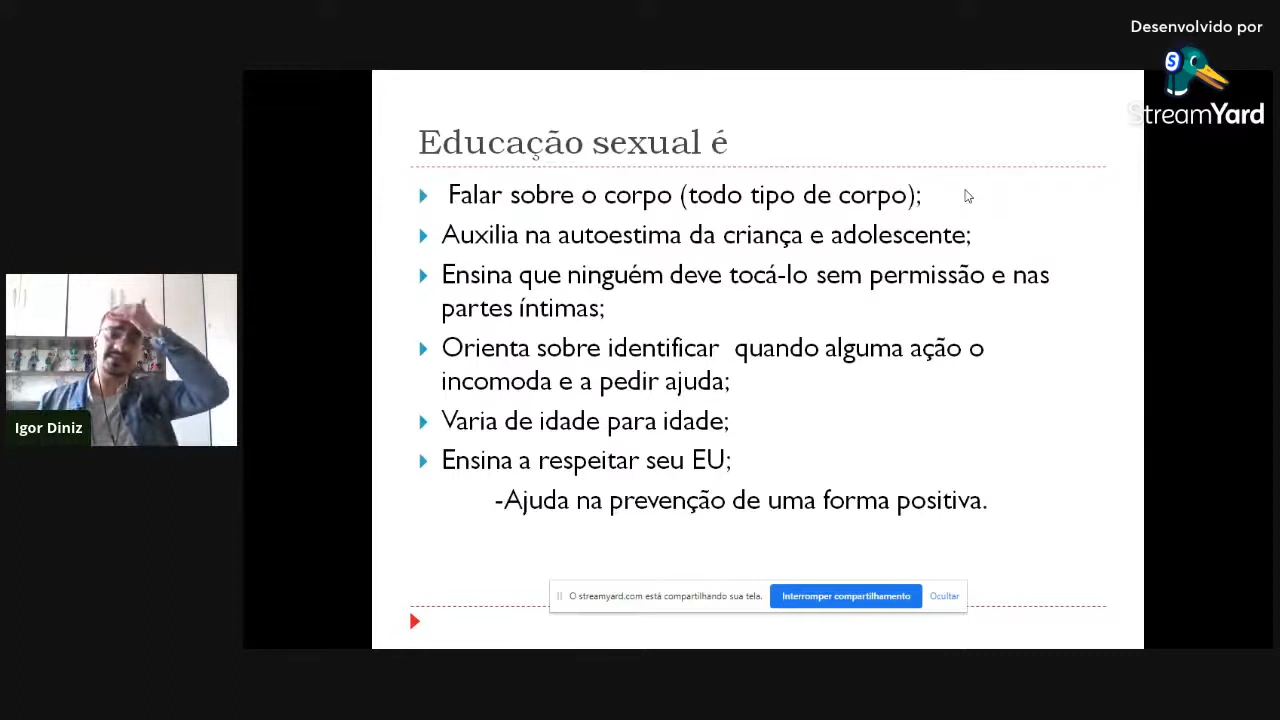 Desenvolvido por
StreamYard
Educação sexual é
Falar sobre o corpo (todo tipo de corpo);
Auxilia na autoestima da criança e adolescente;
Ensina que ninguém deve tocá-lo sem permissão e nas
partes íntimas;
Orienta sobre identificar quando alguma ação o
incomoda e a pedir ajuda;
Varia de idade para idade;
Ensina a respeitar seu EU;
-Ajuda na prevenção de uma forma positiva.
Igor Diniz
O streamyard.com está compartilhando sua tela. Interromper compartilhamento Ocultar